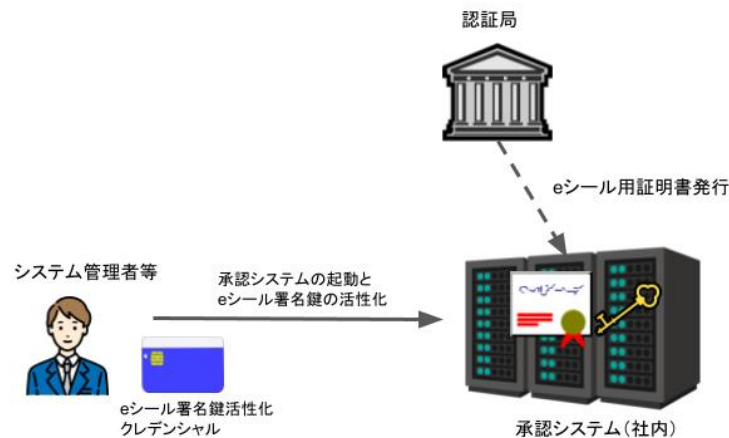 認証局
eシール用証明書発行
システム管理者等
承認システムの起動と
eシール署名鍵の活性化
eシール署名鍵活性化
クレデンシャル
承認システム(社内)